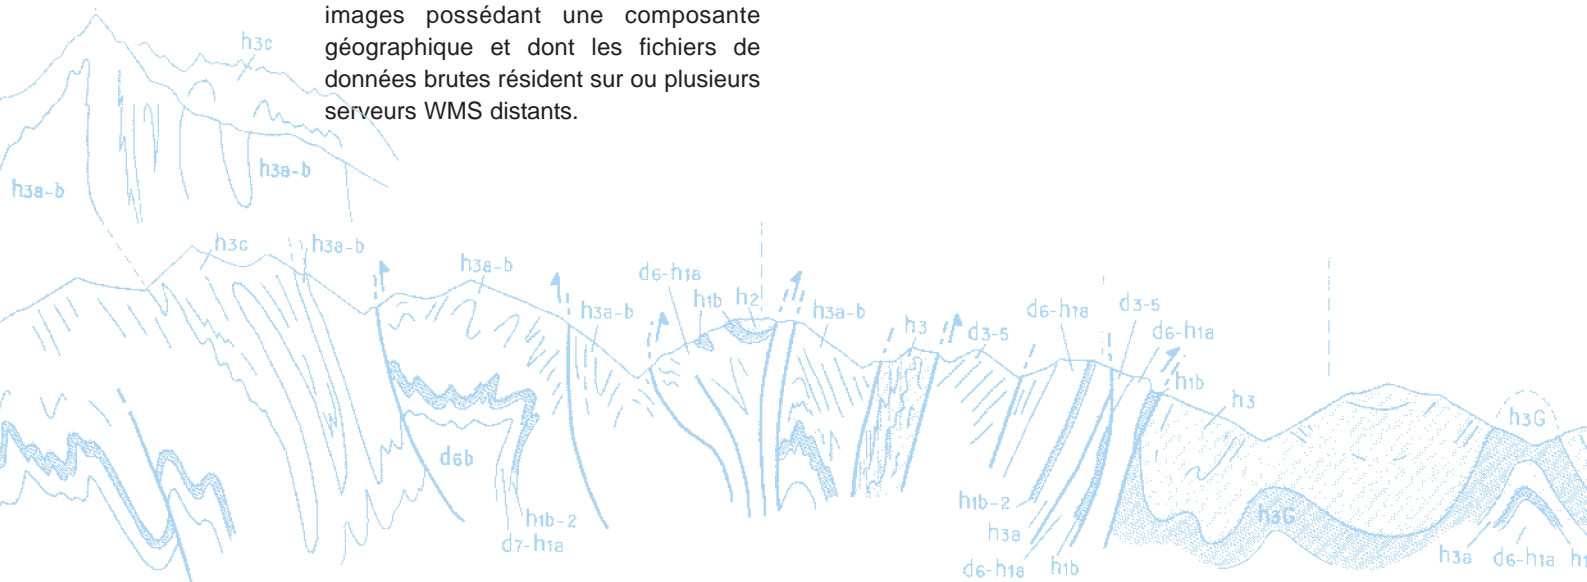 images possédant une composante
géographique et dont les fichiers de
données brutes résident sur ou plusieurs
serveurs WMS distants.
h3c
h3a-b
h3a-b
h3c
h3a-b
h3a-b
d6-h1a
h1b
h2
h3a-b
h3a-b
h3
d3-5
d6-h1a
d3-5
d6-h1a
h1b
h3
h3G
d6b
h1b-2
d7-h1a
h1b-2
h3a
d6-h1a
h1b
h3G
h3a
d6-h1a